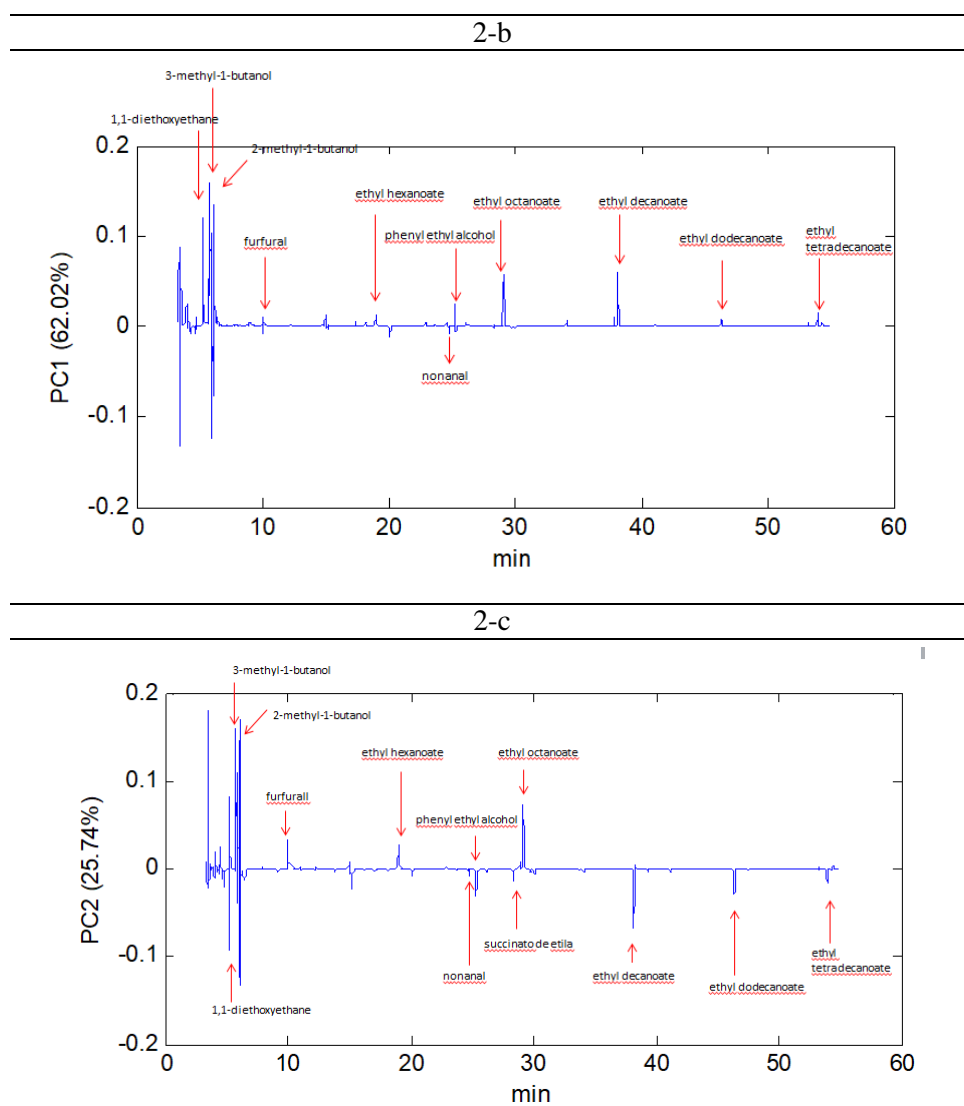 2-b
3-methyl-1-butanol
1,1-diethoxyethane
2-methyl-1-butanol
0.2
ethyl hexanoate
ethyl octanoate
ethyl decanoate
ethyl
tetradecanoate
phenyl ethyl alcohol
furfural
ethyl dodecanoate
0.1
0
nonanal
-0.1
-0.2
PC1 (62.02%)
0 10 20 30 40 50 60
min
2-c
3-methyl-1-butanol
2-methyl-1-butanol
0.2
ethyl hexanoate
ethyl octanoate
furfurall
phenyl ethyl alcohol
0.1
0
succinato de etila
nonanal
ethyl decanoate
ethyl dodecanoate
ethyl
tetradecanoate
-0.1
1,1-diethoxyethane
-0.2
PC2 (25.74%)
0 10 20 30 40 50 60
min